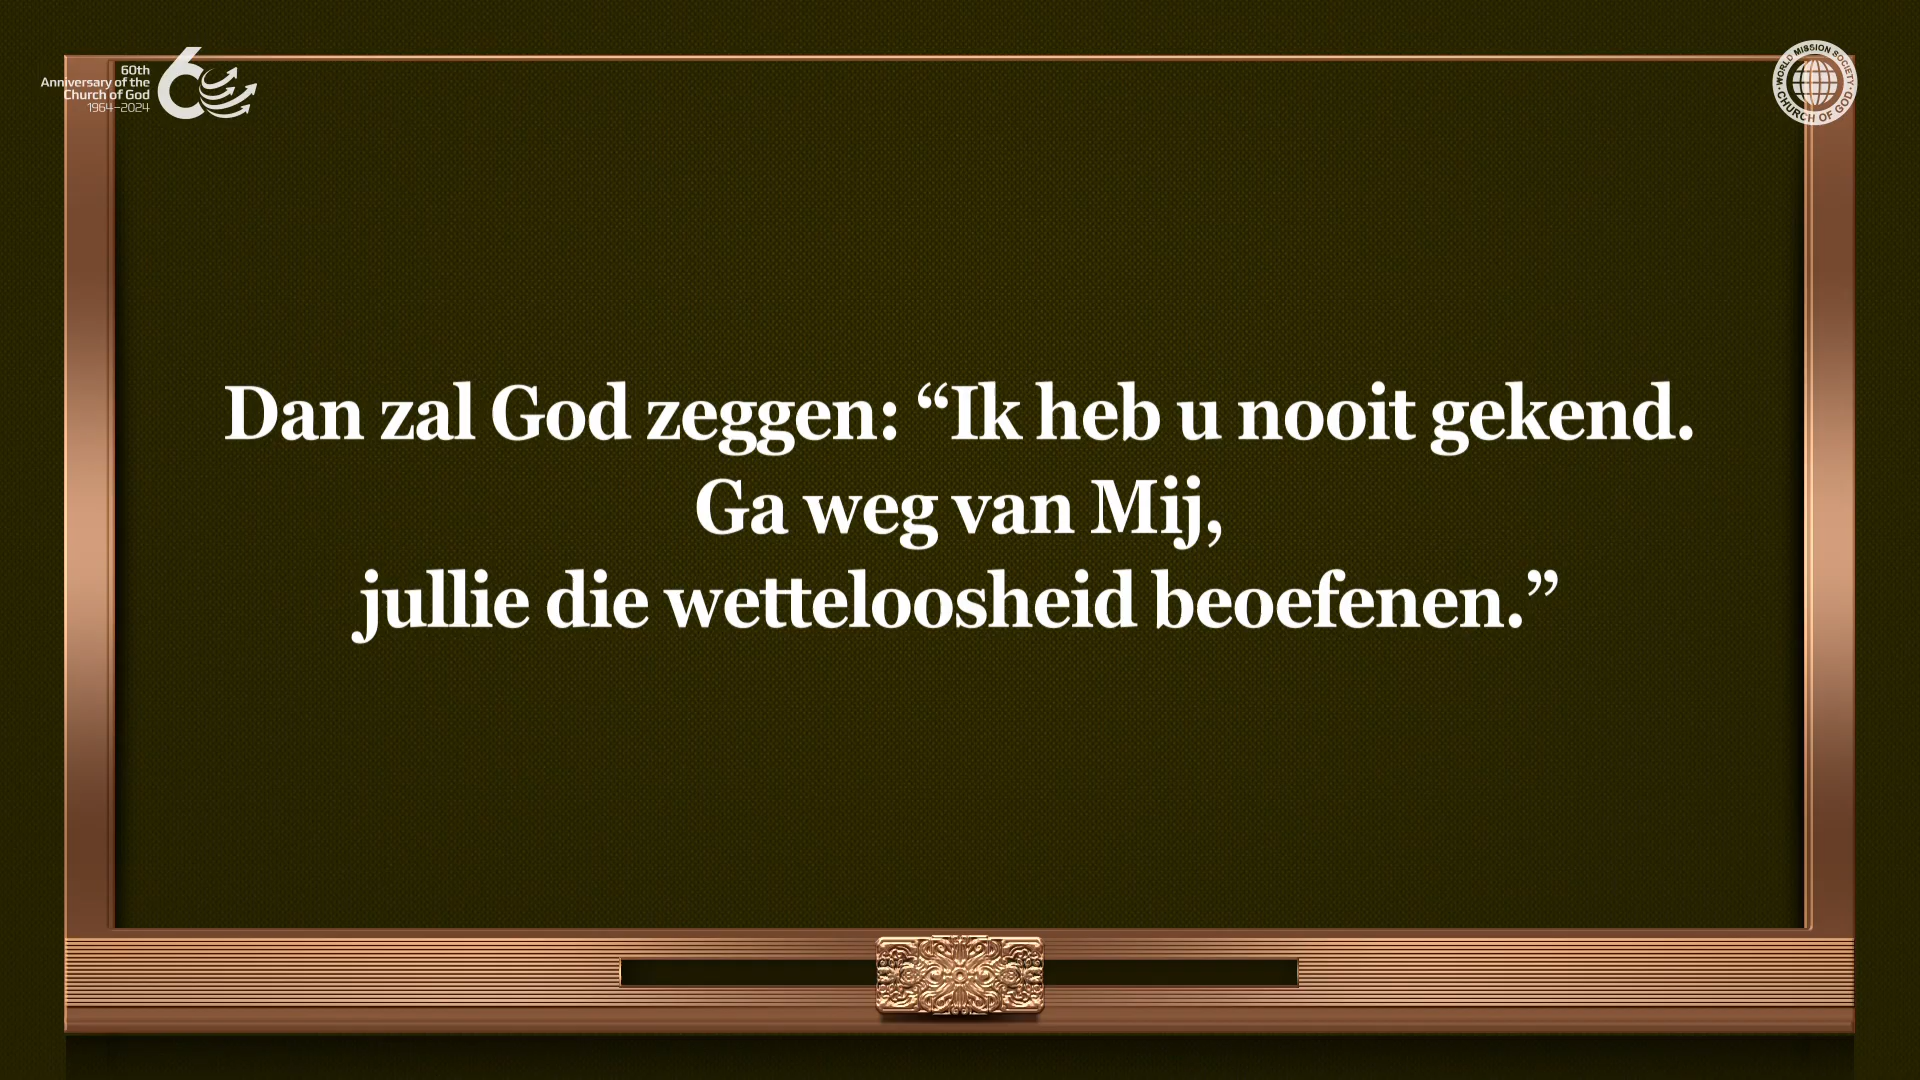 60th
Anniversary of the
Church of God
1964–2024
WORLD MISSION SOCIETY
CHURCH OF GOD
Dan zal God zeggen: “Ik heb u nooit gekend.
Ga weg van Mij,
jullie die wetteloosheid beoefenen.”